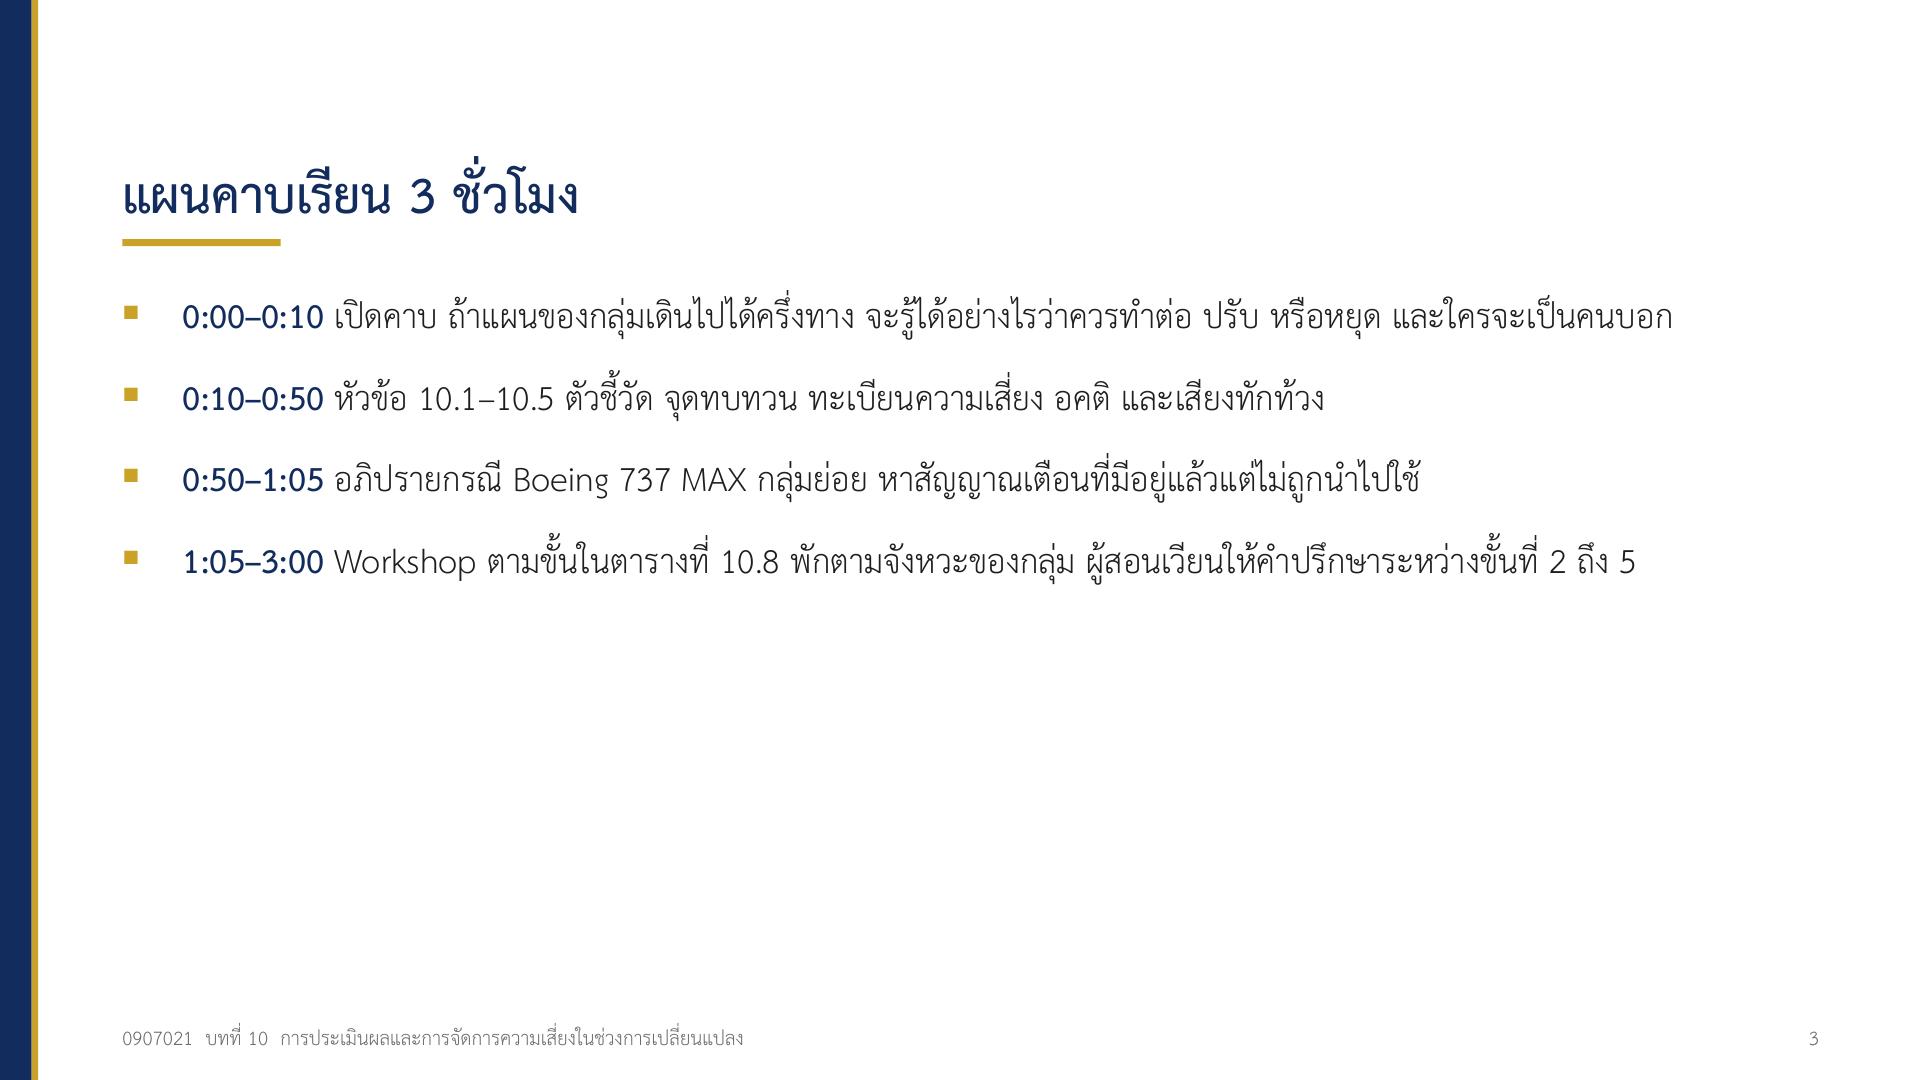 แผนคาบเรียน 3 ชั่วโมง
0:00–0:10 เปิดคาบ ถ้าแผนของกลุ่มเดินไปได้ครึ่งทาง จะรู้ได้อย่างไรว่าควรทำต่อ ปรับ หรือหยุด และใครจะเป็นคนบอก
0:10–0:50 หัวข้อ 10.1–10.5 ตัวชี้วัด จุดทบทวน ทะเบียนความเสี่ยง อคติ และเสียงทักท้วง
0:50–1:05 อภิปรายกรณี Boeing 737 MAX กลุ่มย่อย หาสัญญาณเตือนที่มีอยู่แล้วแต่ไม่ถูกนำไปใช้
1:05–3:00 Workshop ตามขั้นในตารางที่ 10.8 พักตามจังหวะของกลุ่ม ผู้สอนเวียนให้คำปรึกษาระหว่างขั้นที่ 2 ถึง 5
0907021 บทที่ 10 การประเมินผลและการจัดการความเสี่ยงในช่วงการเปลี่ยนแปลง
3